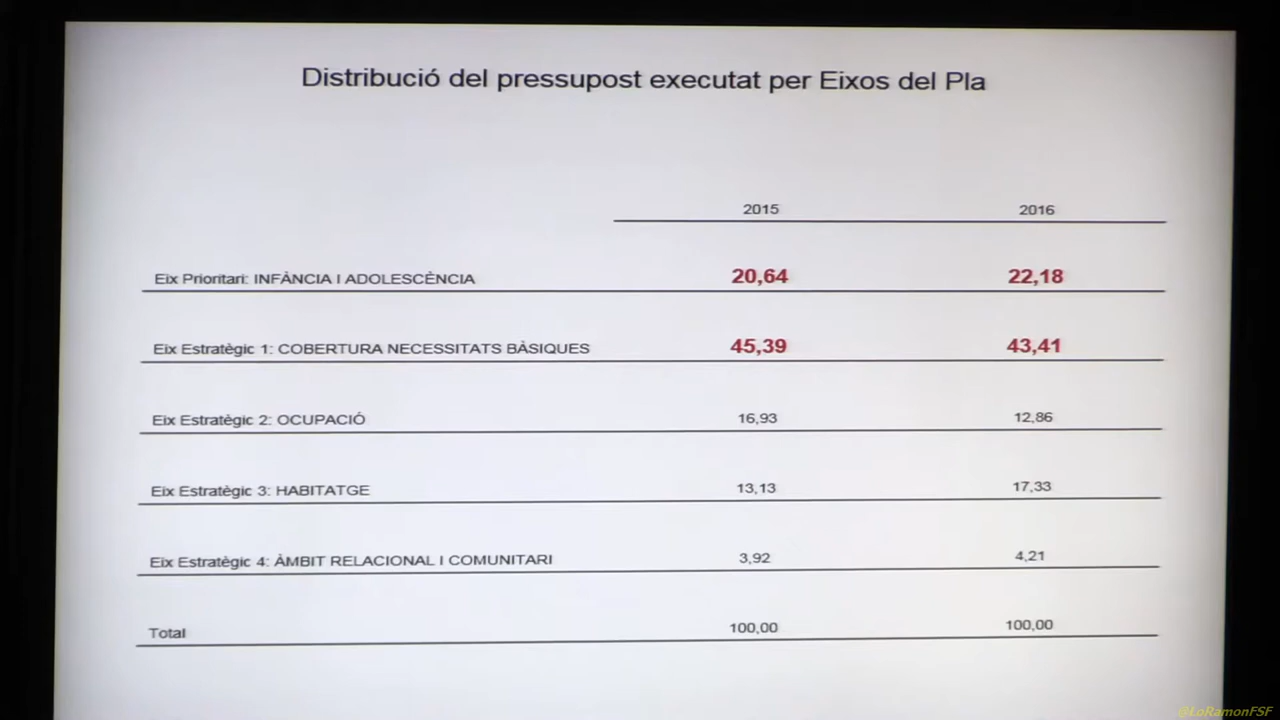 Distribució del pressupost executat per Eixos del Pla
2015 2016
Eix Prioritari: INFÀNCIA I ADOLESCÈNCIA 20,64 22,18
Eix Estratègic 1: COBERTURA NECESSITATS BÀSIQUES 45,39 43,41
Eix Estratègic 2: OCUPACIÓ 16,93 12,86
Eix Estratègic 3: HABITATGE 13,13 17,33
Eix Estratègic 4: ÀMBIT RELACIONAL I COMUNITARI 3,92 4,21
Total 100,00 100,00
@LoRamonFSF